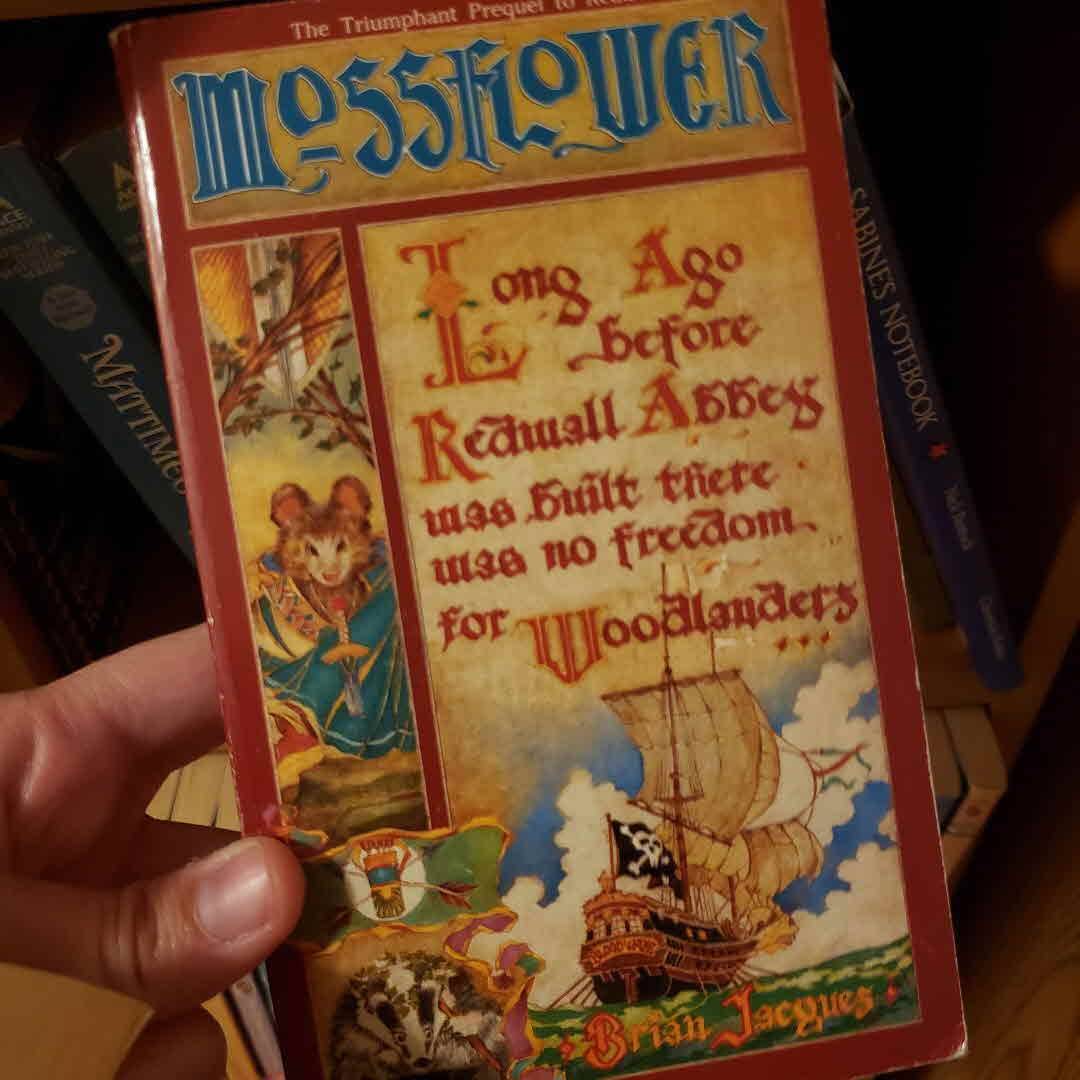 The Triumphant Prequel to
MOSSFLOWER
Long Ago
before
Redwall Abbey
was built there
was no freedom
for Woodlanders
...
Brian Jacques
MATTIMEO
SABINE'S NOTEBOOK